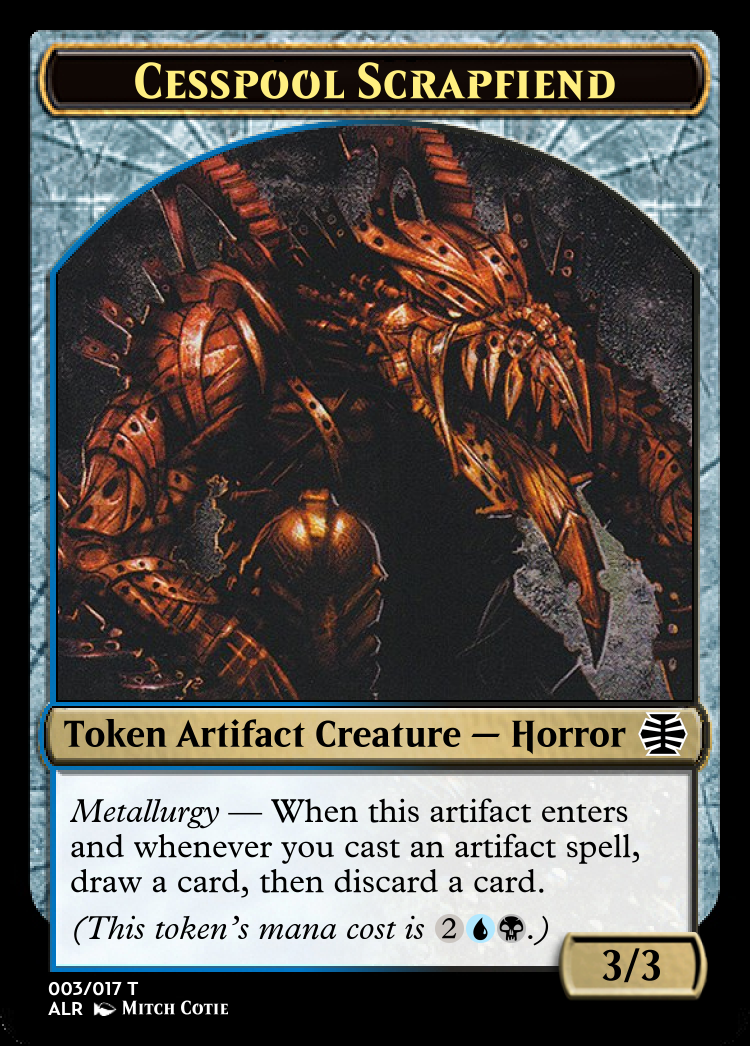 Cesspool Scrapfiend
Token Artifact Creature — Horror
Metallurgy — When this artifact enters
and whenever you cast an artifact spell,
draw a card, then discard a card.
(This token's mana cost is 2.)
3/3
003/017 T
ALR Mitch Cotie